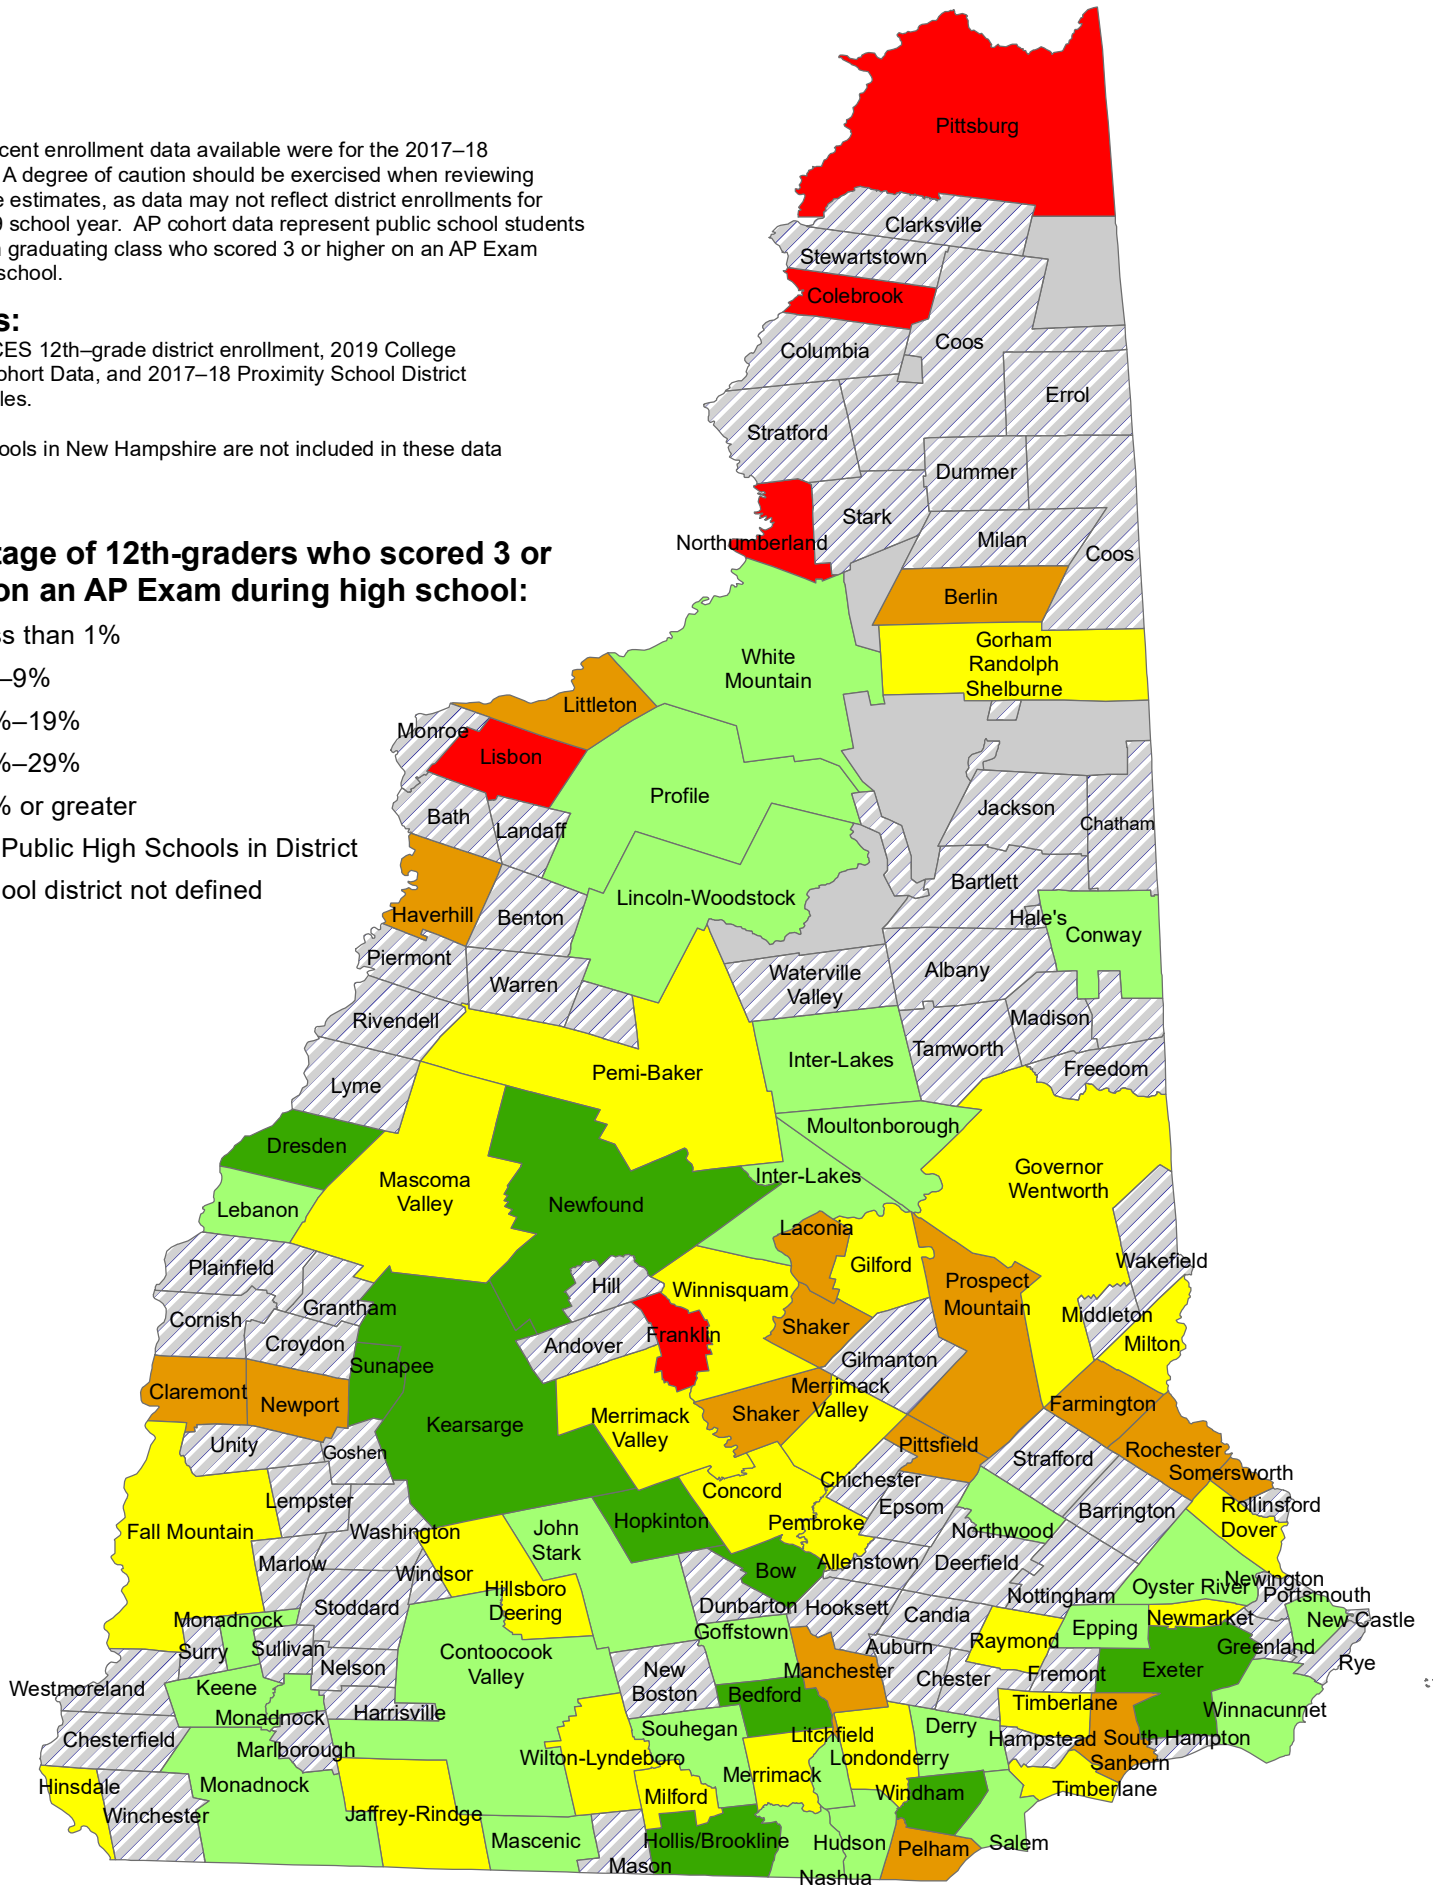 cent enrollment data available were for the 2017–18
A degree of caution should be exercised when reviewing
e estimates, as data may not reflect district enrollments for
9 school year. AP cohort data represent public school students
graduating class who scored 3 or higher on an AP Exam
school.
s:
CES 12th–grade district enrollment, 2019 College
ohort Data, and 2017–18 Proximity School District
les.
ools in New Hampshire are not included in these data
tage of 12th-graders who scored 3 or
on an AP Exam during high school:
ss than 1%
–9%
%–19%
%–29%
% or greater
Public High Schools in District
ool district not defined
Pittsburg
Clarksville
Stewartstown
Colebrook
Coos
Columbia
Errol
Stratford
Dummer
Stark
Milan
Northumberland
Coos
Berlin
Gorham
Randolph
Shelburne
White
Mountain
Littleton
Monroe
Lisbon
Profile
Jackson
Bath
Landaff
Chatham
Bartlett
Lincoln-Woodstock
Haverhill
Benton
Hale's
Conway
Piermont
Waterville
Valley
Albany
Warren
Rivendell
Madison
Tamworth
Inter-Lakes
Freedom
Pemi-Baker
Lyme
Moultonborough
Dresden
Governor
Wentworth
Inter-Lakes
Mascoma
Valley
Newfound
Lebanon
Laconia
Wakefield
Gilford
Plainfield
Prospect
Mountain
Hill
Winnisquam
Grantham
Middleton
Cornish
Shaker
Franklin
Croydon
Andover
Milton
Gilmanton
Sunapee
Merrimack
Valley
Claremont
Newport
Farmington
Shaker
Kearsarge
Merrimack
Valley
Unity
Pittsfield
Rochester
Goshen
Strafford
Somersworth
Chichester
Concord
Lempster
Epsom
Rollinsford
Barrington
Hopkinton
Pembroke
Dover
Fall Mountain
Washington
John
Stark
Northwood
Marlow
Allenstown
Deerfield
Windsor
Bow
Newington
Oyster River
Hillsboro
Deering
Nottingham
Portsmouth
Stoddard
Dunbarton
Hooksett
Candia
Monadnock
Newmarket
New Castle
Goffstown
Epping
Raymond
Surry
Sullivan
Contoocook
Valley
Auburn
Greenland
Rye
Nelson
New
Boston
Manchester
Chester
Fremont
Exeter
Westmoreland
Keene
Bedford
Timberlane
Winnacunnet
Monadnock
Harrisville
Souhegan
Litchfield
Derry
Chesterfield
Hampstead
South Hampton
Marlborough
Wilton-Lyndeboro
Londonderry
Sanborn
Hinsdale
Monadnock
Merrimack
Timberlane
Milford
Windham
Winchester
Jaffrey-Rindge
Mascenic
Hollis/Brookline
Hudson
Pelham
Salem
Mason
Nashua